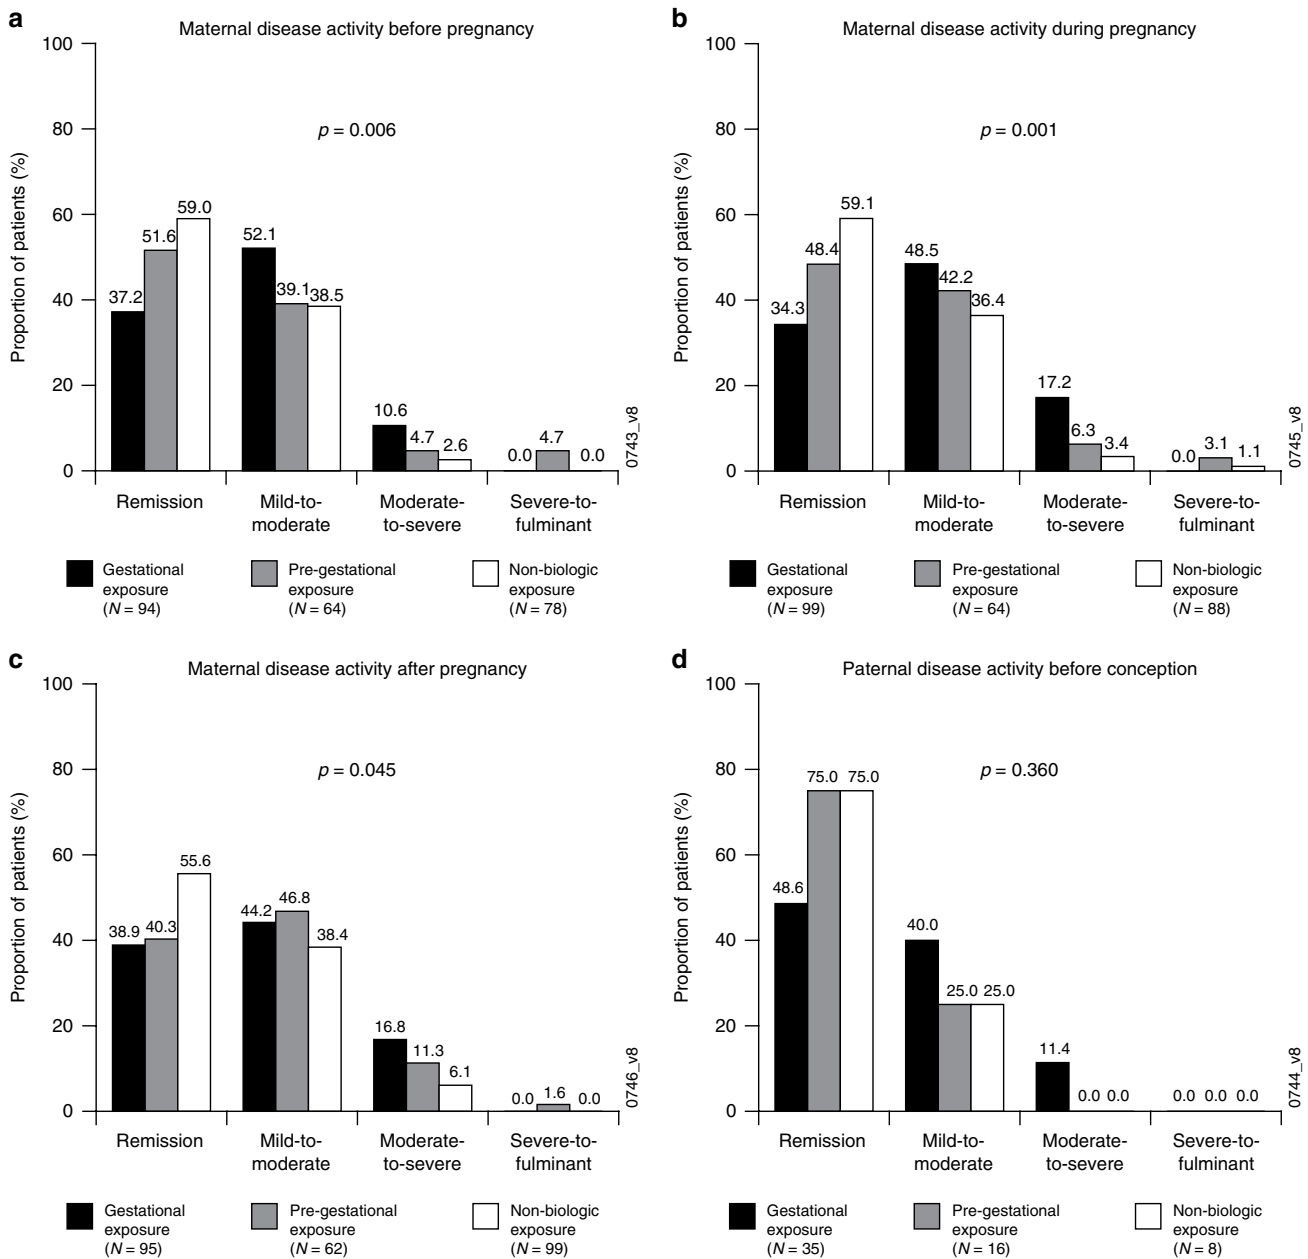 a
Maternal disease activity before pregnancy
Proportion of patients (%)
100
80
60
40
20
0
p = 0.006
37.2
51.6
59.0
52.1
39.1
38.5
10.6
4.7
2.6
0.0
4.7
0.0
0743_v8
Remission
Mild-to-
moderate
Moderate-
to-severe
Severe-to-
fulminant
Gestational
exposure
(N = 94)
Pre-gestational
exposure
(N = 64)
Non-biologic
exposure
(N = 78)
b
Maternal disease activity during pregnancy
Proportion of patients (%)
100
80
60
40
20
0
p = 0.001
34.3
48.4
59.1
48.5
42.2
36.4
17.2
6.3
3.4
0.0
3.1
1.1
0745_v8
Remission
Mild-to-
moderate
Moderate-
to-severe
Severe-to-
fulminant
Gestational
exposure
(N = 99)
Pre-gestational
exposure
(N = 64)
Non-biologic
exposure
(N = 88)
c
Maternal disease activity after pregnancy
Proportion of patients (%)
100
80
60
40
20
0
p = 0.045
38.9
40.3
55.6
44.2
46.8
38.4
16.8
11.3
6.1
0.0
1.6
0.0
0746_v8
Remission
Mild-to-
moderate
Moderate-
to-severe
Severe-to-
fulminant
Gestational
exposure
(N = 95)
Pre-gestational
exposure
(N = 62)
Non-biologic
exposure
(N = 99)
d
Paternal disease activity before conception
Proportion of patients (%)
100
80
60
40
20
0
p = 0.360
48.6
75.0
75.0
40.0
25.0
25.0
11.4
0.0
0.0
0.0
0.0
0.0
0744_v8
Remission
Mild-to-
moderate
Moderate-
to-severe
Severe-to-
fulminant
Gestational
exposure
(N = 35)
Pre-gestational
exposure
(N = 16)
Non-biologic
exposure
(N = 8)